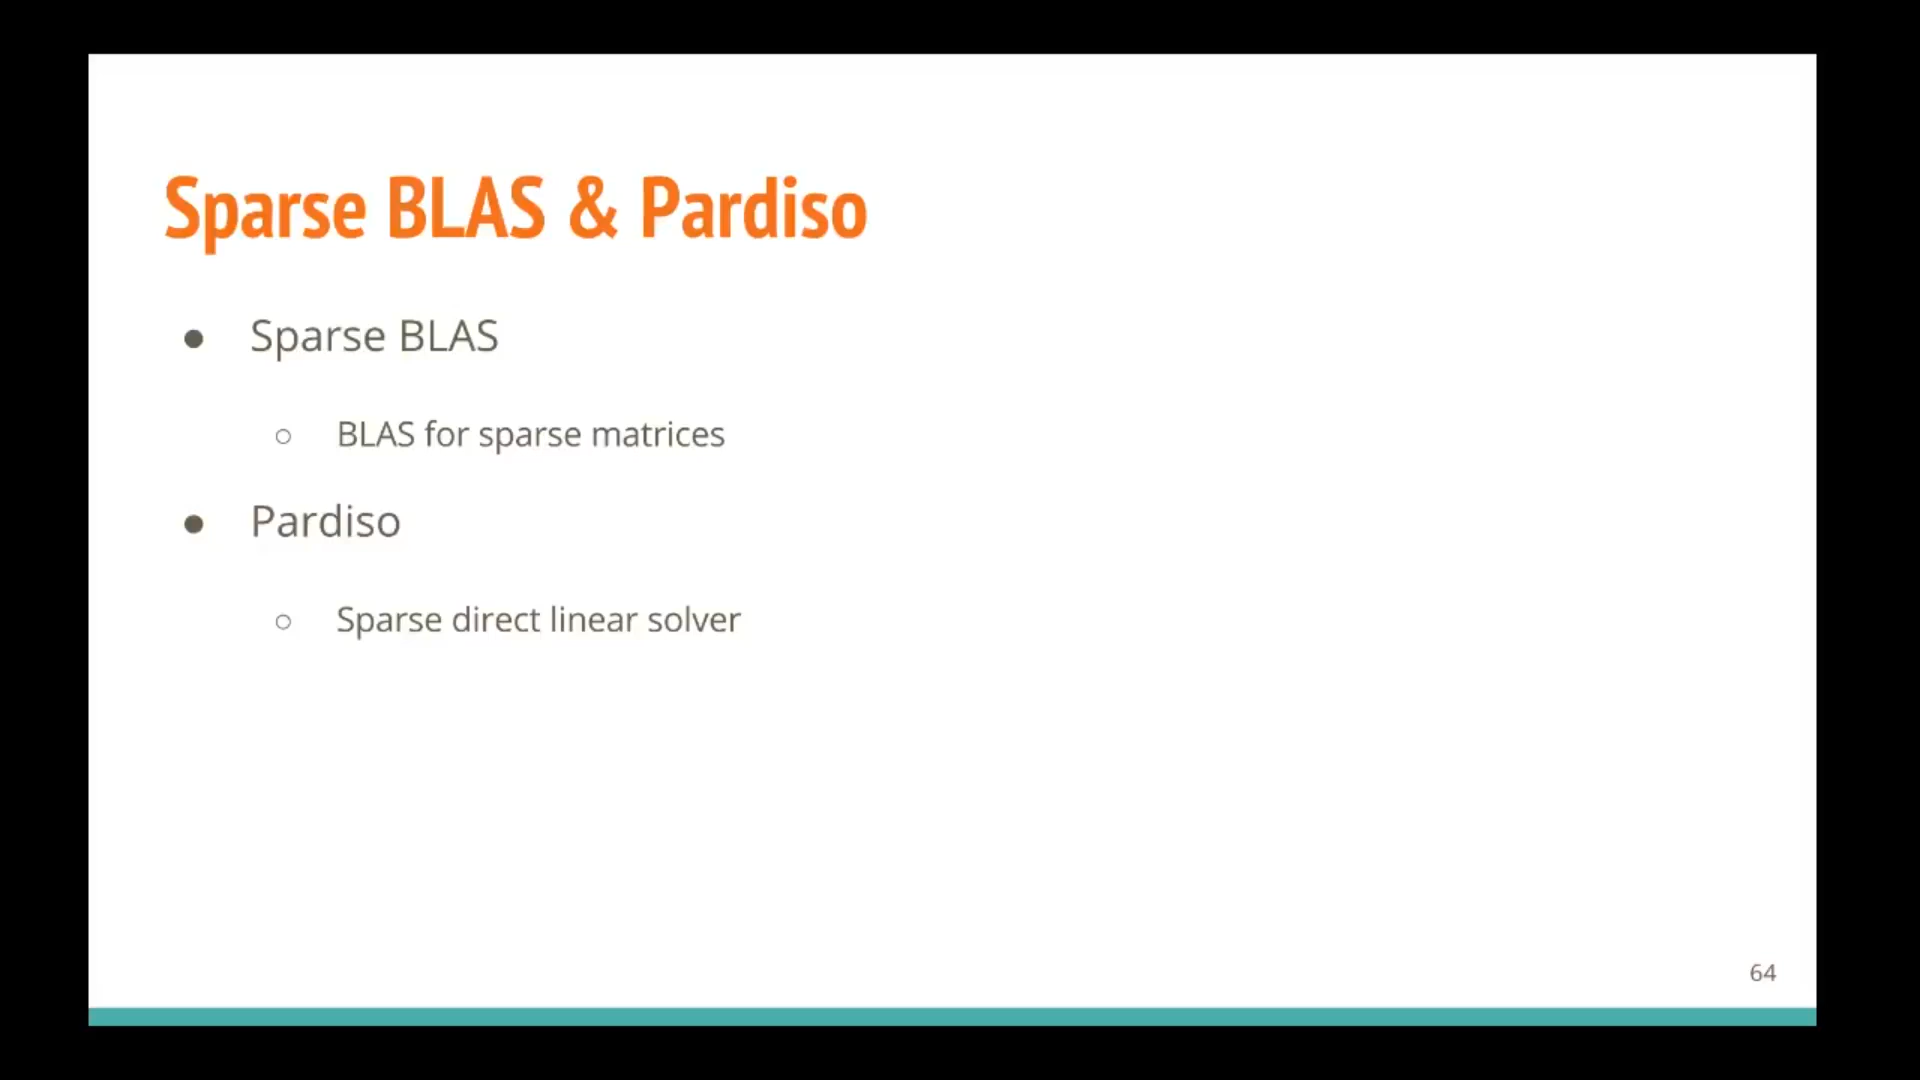 Sparse BLAS & Pardiso
● Sparse BLAS
○ BLAS for sparse matrices
● Pardiso
○ Sparse direct linear solver
64